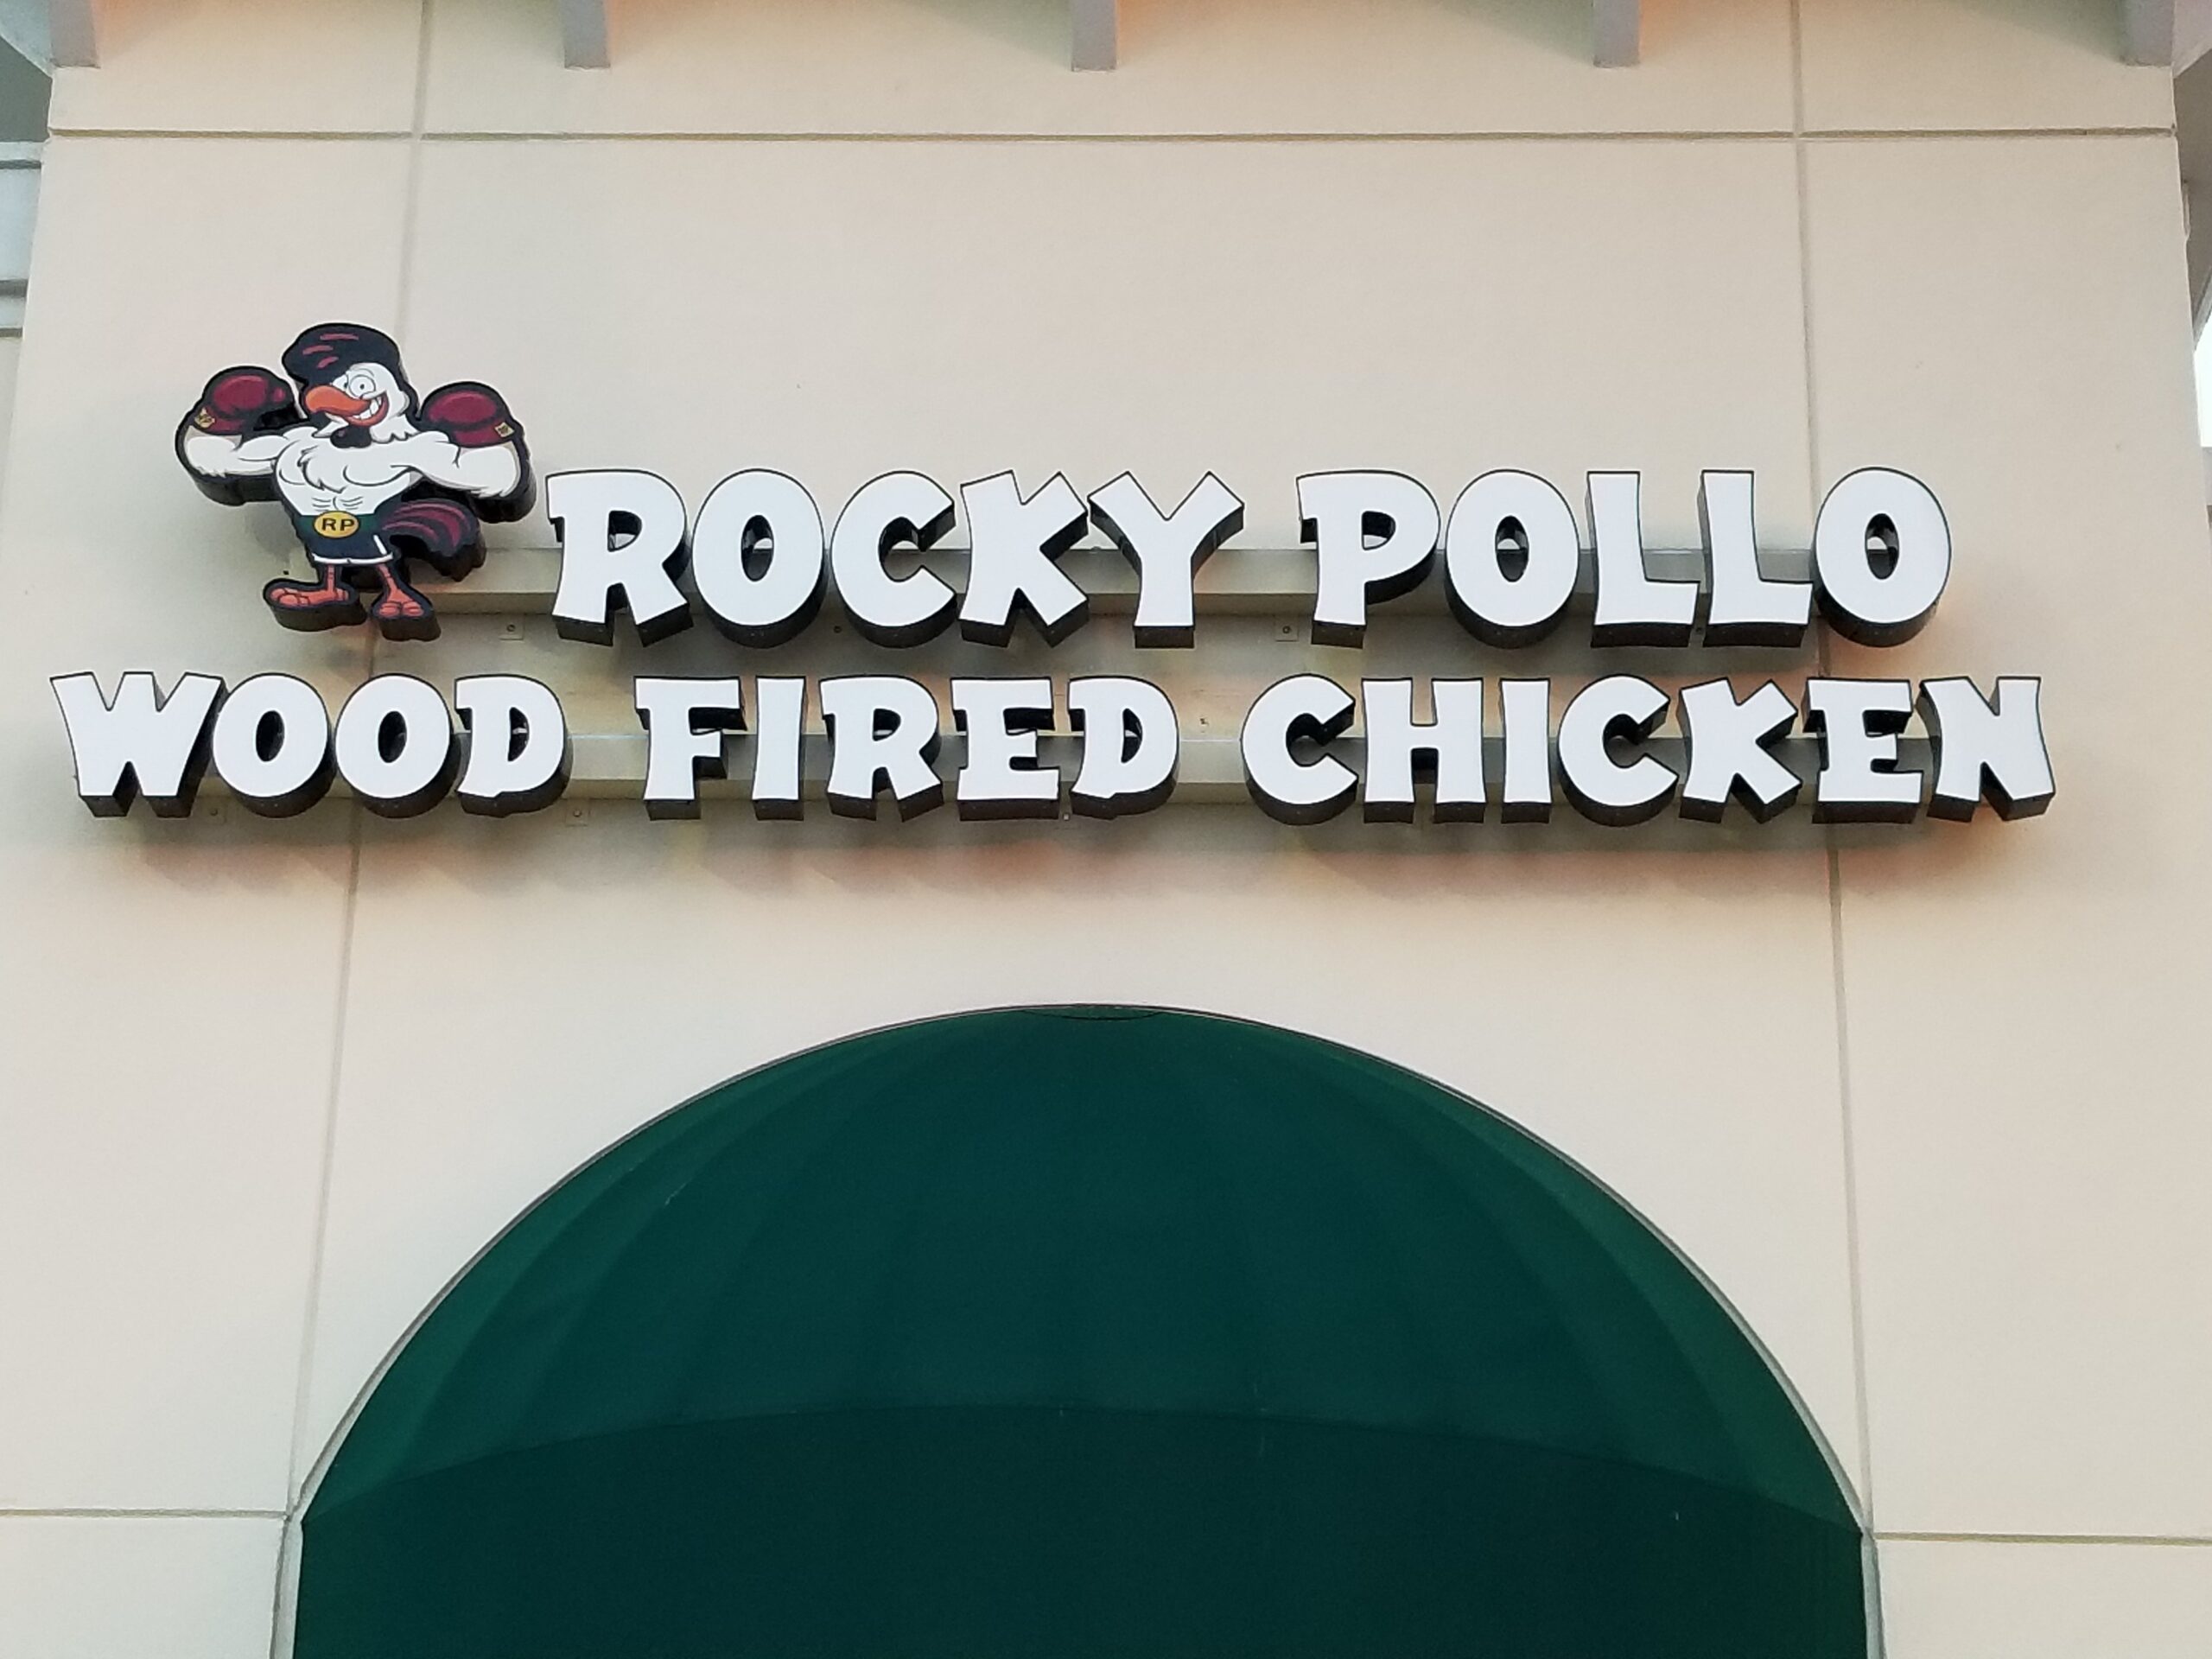 ROCKY POLLO
RP
WOOD FIRED CHICKEN